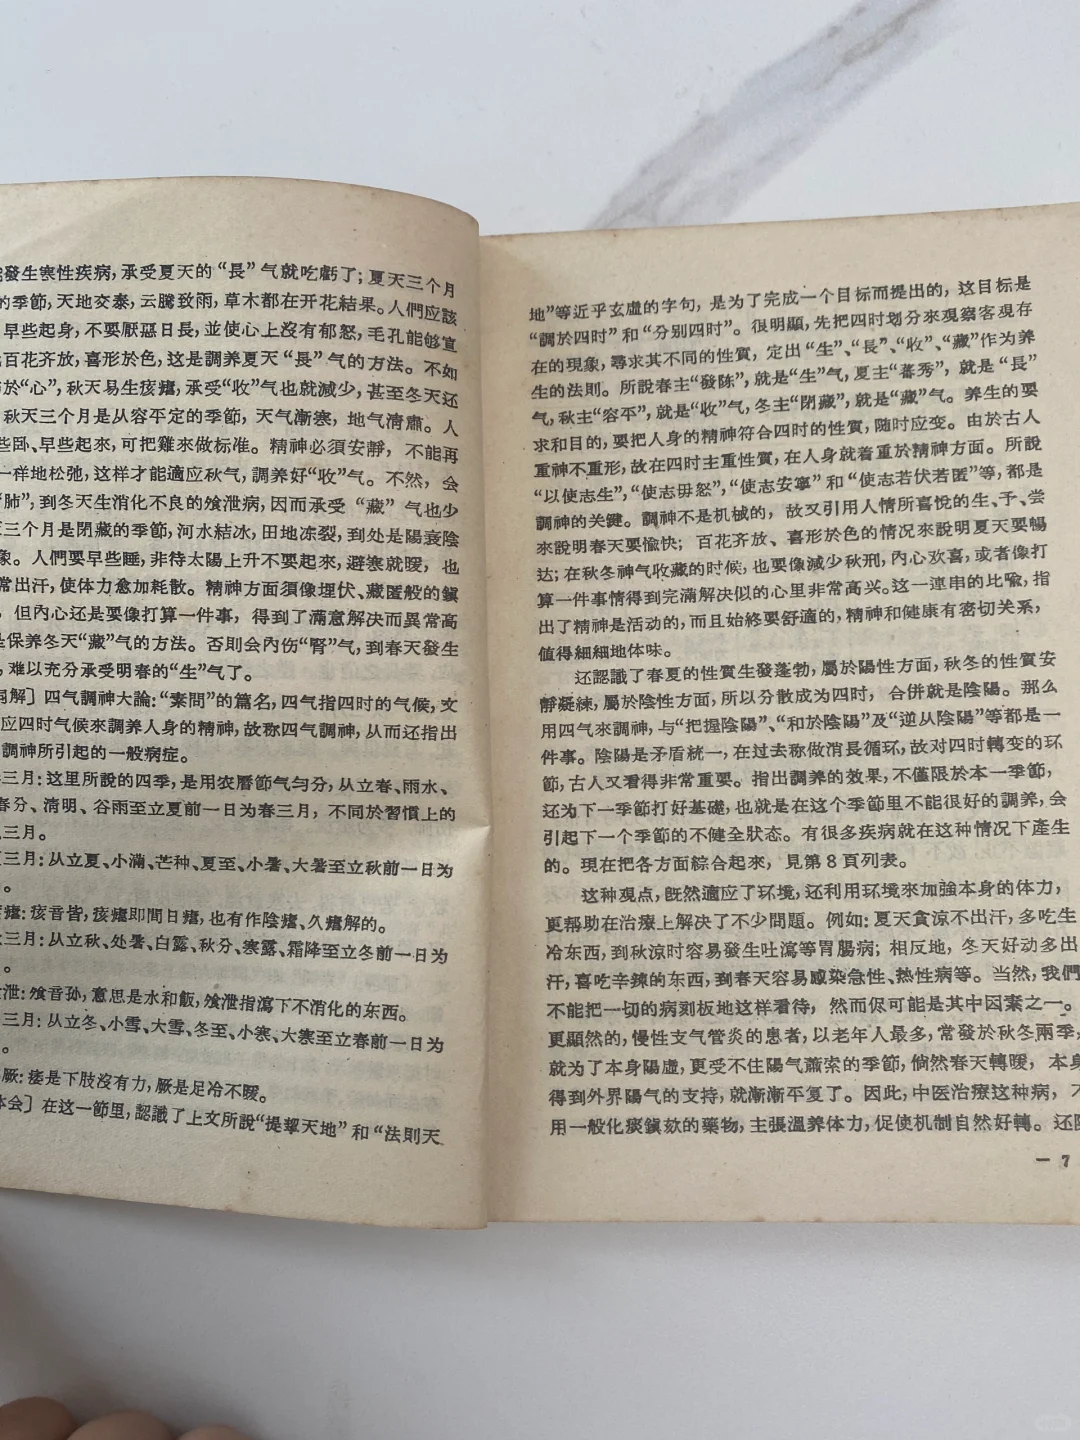 發生寒性疾病,承受夏天的“長”气就吃虧了;夏天三个月
的季節,天地交泰,云騰致雨,草木都在开花結果。人們应該
早些起身,不要厭惡日長,並使心上沒有郁怒,毛孔能够宣
百花齐放,喜形於色,这是調养夏天“長”气的方法。不如
於“心”,秋天易生痎瘧,承受“收”气也就減少,甚至冬天还
秋天三个月是从容平定的季節,天气漸寒,地气清肅。人
些卧、早些起來,可把雞來做标准。精神必須安靜,不能再
一样地松弛,这样才能適应秋气,調养好“收”气。不然,会
“肺”,到冬天生消化不良的飧泄病,因而承受“藏”气也少
三个月是閉藏的季節,河水結冰,田地冻裂,到处是陽衰陰
象。人們要早些睡,非待太陽上升不要起來,避寒就暖,也
常出汗,使体力愈加耗散。精神方面須像埋伏、藏匿般的鎭
,但內心还是要像打算一件事,得到了滿意解决而異常高
是保养冬天“藏”气的方法。否則会內伤“腎”气,到春天發生
,难以充分承受明春的“生”气了。
解〕四气調神大論:“素問”的篇名,四气指四时的气候,文
应四时气候來調养人身的精神,故称四气調神,从而还指出
調神所引起的一般病症。
三月:这里所說的四季,是用农曆節气匀分,从立春、雨水、
春分、清明、谷雨至立夏前一日为春三月,不同於習慣上的
三月。
三月:从立夏、小滿、芒种、夏至、小暑、大暑至立秋前一日为
。
瘧:痎音皆,痎瘧即間日瘧,也有作陰瘧、久瘧解的。
三月:从立秋、处暑、白露、秋分、寒露、霜降至立冬前一日为
。
泄:飧音孙,意思是水和飯,飧泄指瀉下不消化的东西。
三月:从立冬、小雪、大雪、冬至、小寒、大寒至立春前一日为
。
厥:痿是下肢沒有力,厥是足冷不暖。
体会〕在这一節里,認識了上文所說“提挈天地”和“法則天
地”等近乎玄虛的字句,是为了完成一个目标而提出的,这目标是
“調於四时”和“分别四时”。很明顯,先把四时划分來观察客观存
在的現象,尋求其不同的性質,定出“生”、“長”、“收”、“藏”作为养
生的法則。所說春主“發陈”,就是“生”气,夏主“蕃秀”,就是“長”
气,秋主“容平”,就是“收”气,冬主“閉藏”,就是“藏”气。养生的要
求和目的,要把人身的精神符合四时的性質,随时应变。由於古人
重神不重形,故在四时主重性質,在人身就着重於精神方面。所說
“以使志生”,“使志毋怒”,“使志安寧”和“使志若伏若匿”等,都是
調神的关鍵。調神不是机械的,故又引用人情所喜悅的生、予、尝
來說明春天要愉快;百花齐放、喜形於色的情况來說明夏天要暢
达;在秋冬神气收藏的时候,也要像減少秋刑,內心欢喜,或者像打
算一件事情得到完滿解决似的心里非常高兴。这一連串的比喩,指
出了精神是活动的,而且始終要舒適的,精神和健康有密切关系,
值得細細地体味。
还認識了春夏的性質生發蓬勃,屬於陽性方面,秋冬的性質安
靜凝練,屬於陰性方面,所以分散成为四时,合併就是陰陽。那么
用四气來調神,与“把握陰陽”、“和於陰陽”及“逆从陰陽”等都是一
件事。陰陽是矛盾統一,在过去称做消長循环,故对四时轉变的环
節,古人又看得非常重要。指出調养的效果,不僅限於本一季節,
还为下一季節打好基礎,也就是在这个季節里不能很好的調养,会
引起下一个季節的不健全狀态。有很多疾病就在这种情况下產生
的。現在把各方面綜合起來,見第8頁列表。
这种观点,旣然適应了环境,还利用环境來加強本身的体力,
更帮助在治療上解决了不少問題。例如:夏天貪涼不出汗,多吃生
冷东西,到秋涼时容易發生吐瀉等胃腸病;相反地,冬天好动多出
汗,喜吃辛辣的东西,到春天容易感染急性、热性病等。当然,我們
不能把一切的病刻板地这样看待,然而侭可能是其中因素之一。
更顯然的,慢性支气管炎的患者,以老年人最多,常發於秋冬兩季,
就为了本身陽虛,更受不住陽气蕭索的季節,倘然春天轉暖,本身
得到外界陽气的支持,就漸漸平复了。因此,中医治療这种病,不
用一般化痰鎭欬的藥物,主張溫养体力,促使机制自然好轉。还
— 7